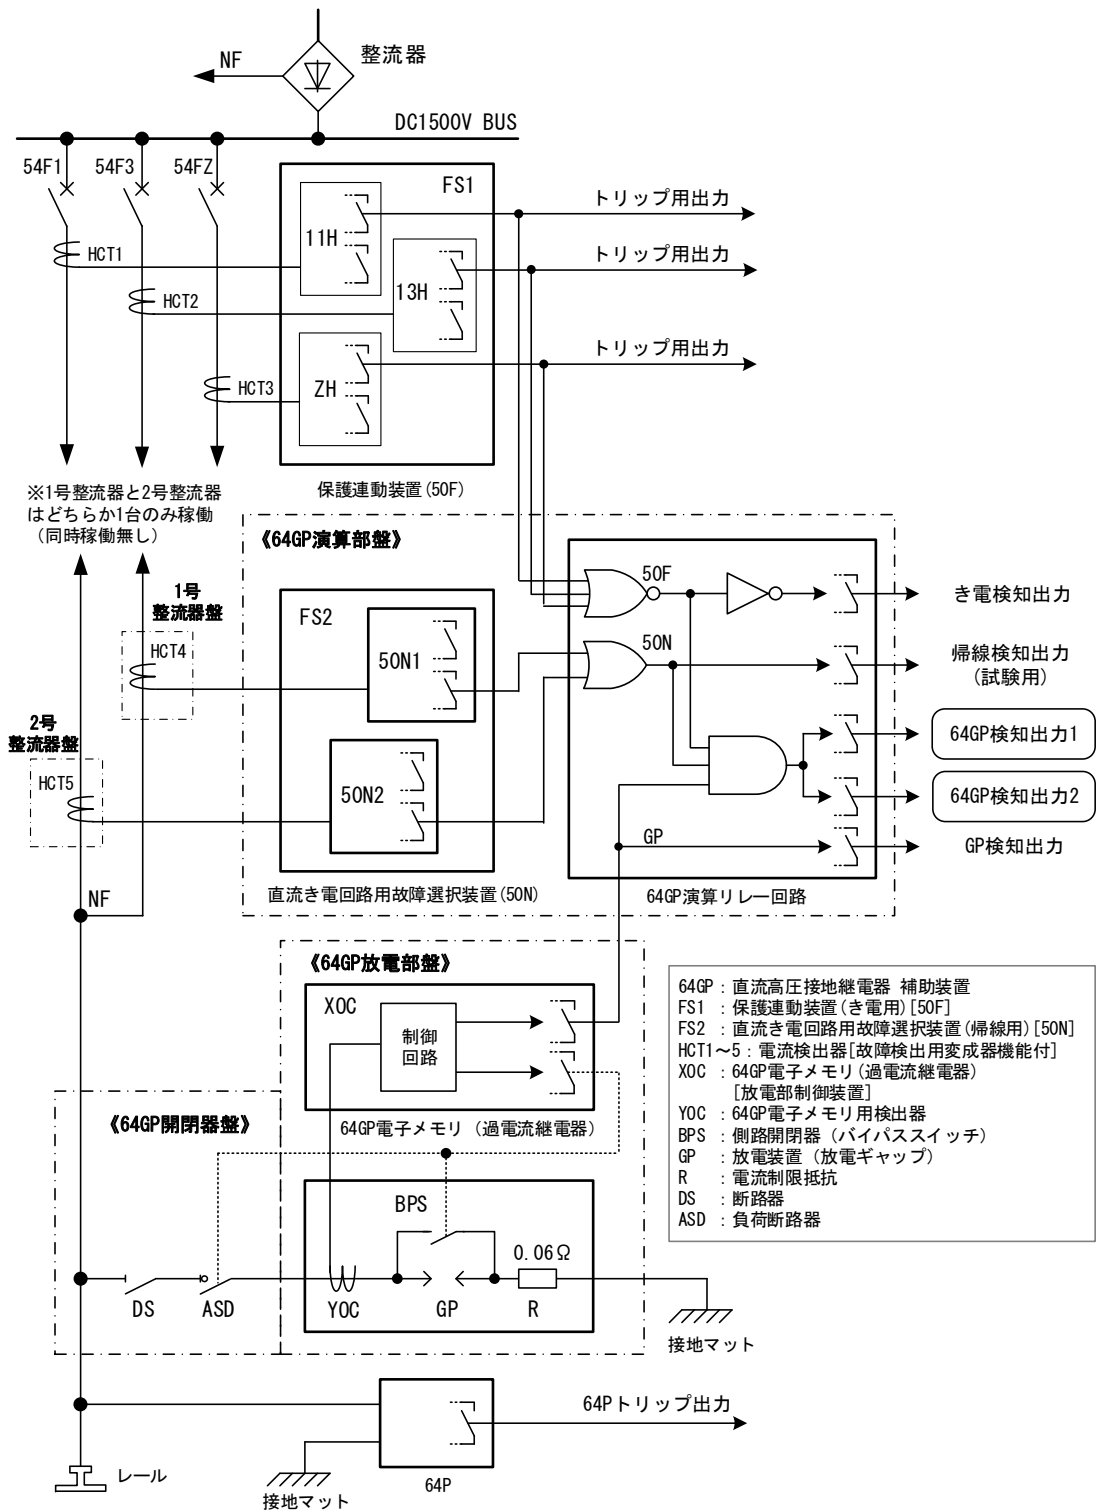 整流器
NF
DC1500V BUS
54F1
54F3
54FZ
FS1
トリップ用出力
11H
HCT1
トリップ用出力
13H
HCT2
トリップ用出力
ZH
HCT3
保護連動装置(50F)
※1号整流器と2号整流器
はどちらか1台のみ稼働
（同時稼働無し）
《64GP演算部盤》
1号
整流器盤
HCT4
FS2
50N1
50F
き電検知出力
50N
帰線検知出力
(試験用)
2号
整流器盤
HCT5
50N2
64GP検知出力1
64GP検知出力2
GP
GP検知出力
NF
直流き電回路用故障選択装置(50N)
64GP演算リレー回路
《64GP放電部盤》
XOC
制御
回路
64GP電子メモリ（過電流継電器）
64GP : 直流高圧接地継電器 補助装置
FS1 : 保護連動装置(き電用)[50F]
FS2 : 直流き電回路用故障選択装置(帰線用)[50N]
HCT1～5 : 電流検出器[故障検出用変成器機能付]
XOC : 64GP電子メモリ(過電流継電器)
[放電部制御装置]
YOC : 64GP電子メモリ用検出器
BPS : 側路開閉器（バイパススイッチ）
GP : 放電装置（放電ギャップ）
R : 電流制限抵抗
DS : 断路器
ASD : 負荷断路器
《64GP開閉器盤》
BPS
0.06Ω
DS
ASD
YOC
GP
R
接地マット
64Pトリップ出力
64P
レール
接地マット